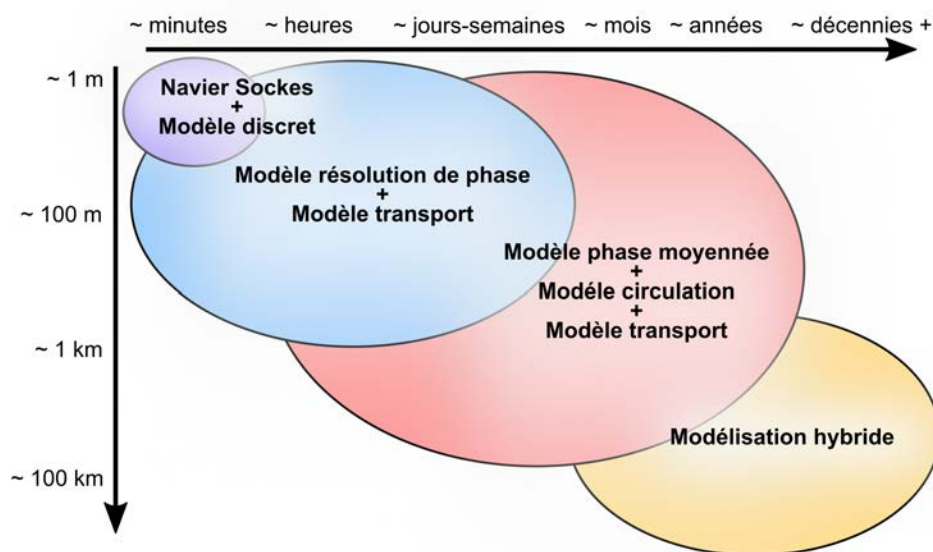 ~ minutes ~ heures ~ jours-semaines ~ mois ~ années ~ décennies +
~ 1 m
Navier Sockes
+
Modèle discret
Modèle résolution de phase
+
Modèle transport
~ 100 m
Modèle phase moyennée
+
Modéle circulation
+
Modèle transport
~ 1 km
Modélisation hybride
~ 100 km